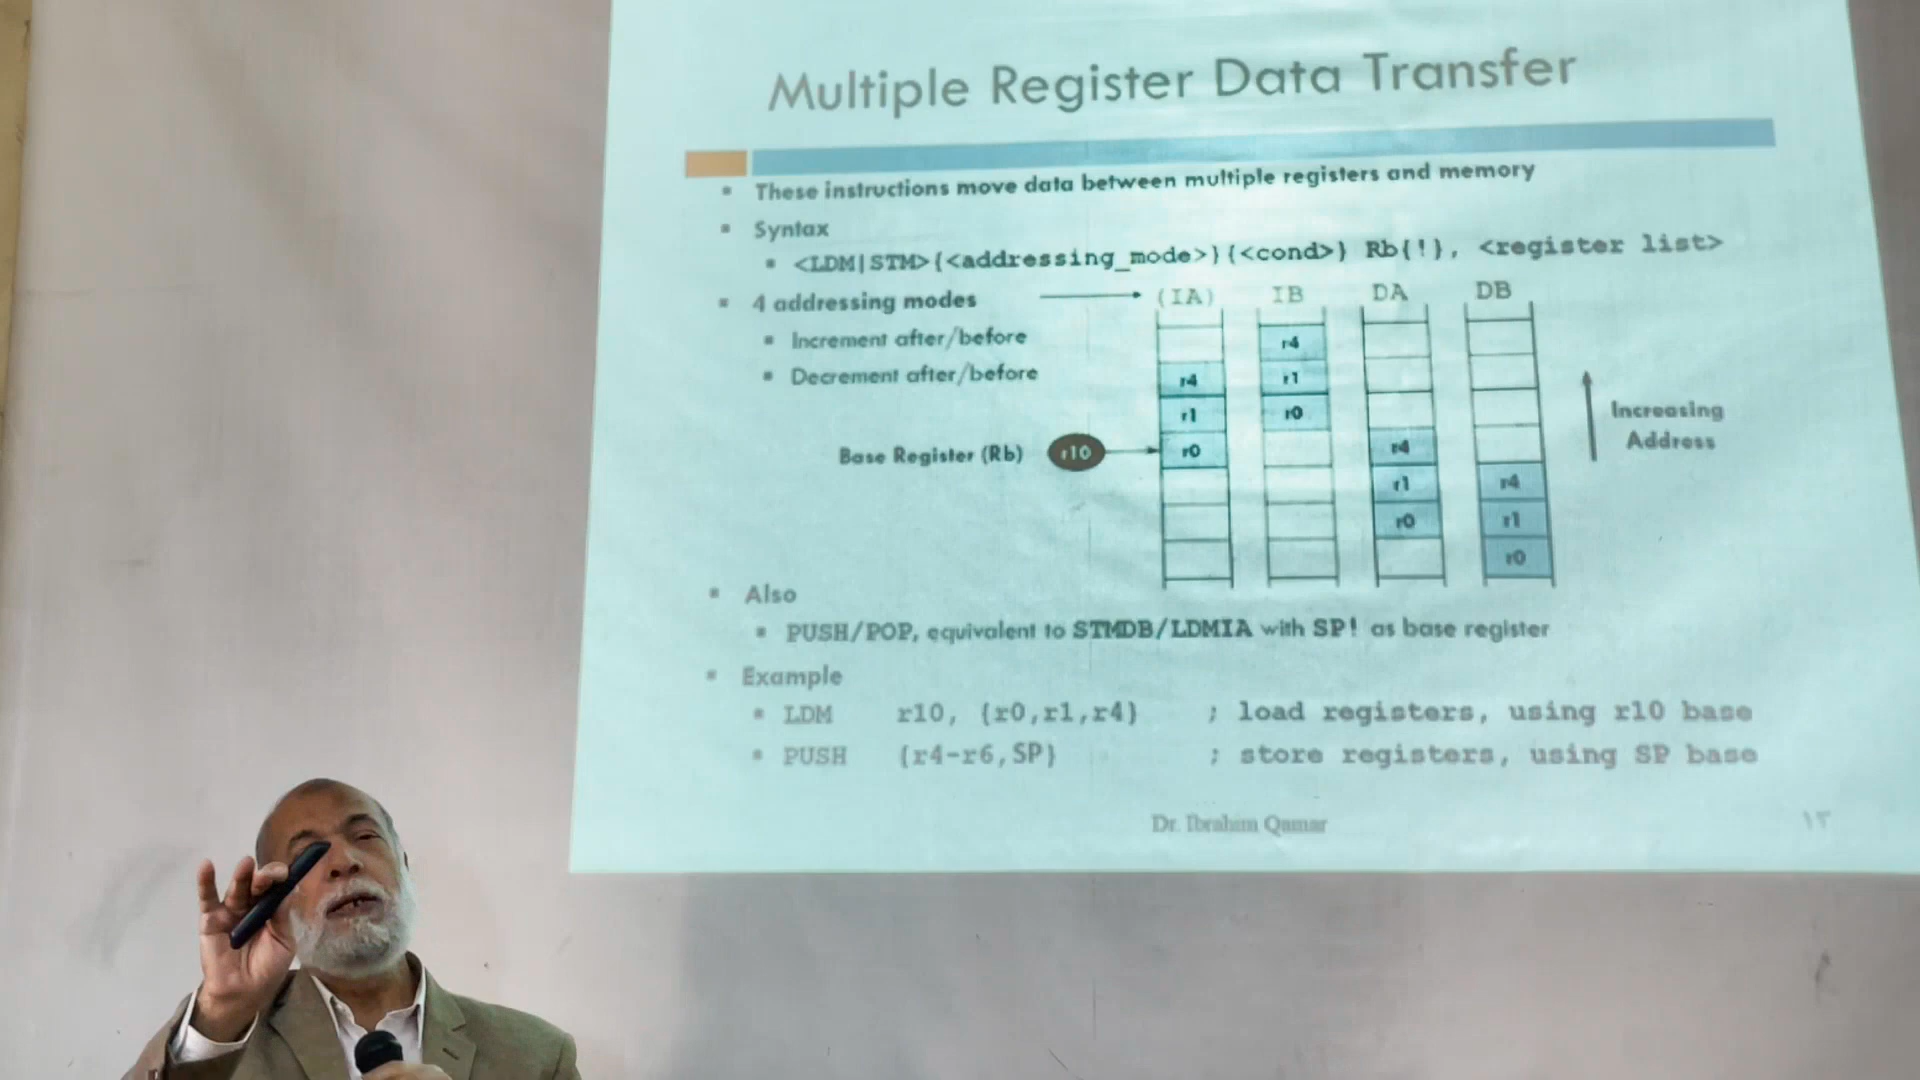 Multiple Register Data Transfer
▪ These instructions move data between multiple registers and memory
▪ Syntax
▪ <LDM|STM>{<addressing_mode>}{<cond>} Rb{!}, <register list>
▪ 4 addressing modes (IA) IB DA DB
▪ Increment after/before
▪ Decrement after/before
r4
r4 r1
r1 r0
Increasing
Address
Base Register (Rb) r10 r0 r4
r1 r4
r0 r1
r0
▪ Also
▪ PUSH/POP, equivalent to STMDB/LDMIA with SP! as base register
▪ Example
▪ LDM r10, {r0,r1,r4} ; load registers, using r10 base
▪ PUSH {r4-r6,SP} ; store registers, using SP base
Dr. Ibrahim Qamar
١٣